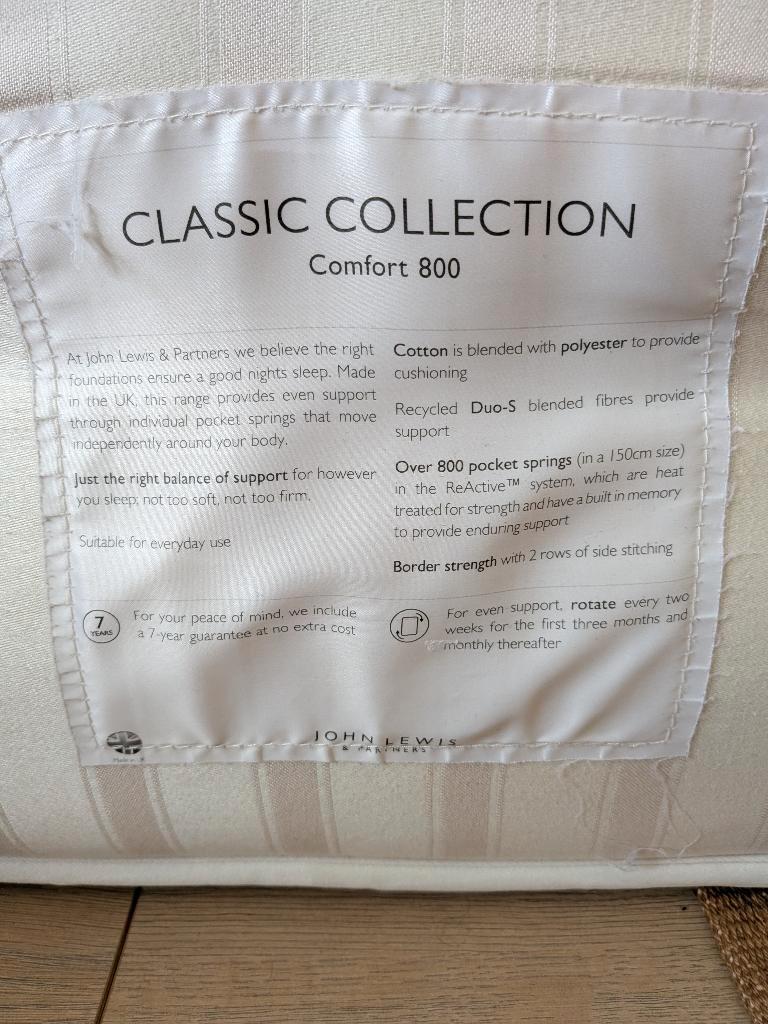 CLASSIC COLLECTION
Comfort 800
At John Lewis & Partners we believe the right
foundations ensure a good nights sleep. Made
in the UK, this range provides even support
through individual pocket springs that move
independently around your body.
Just the right balance of support for however
you sleep; not too soft, not too firm.
Suitable for everyday use
Cotton is blended with polyester to provide
cushioning
Recycled Duo-S blended fibres provide
support
Over 800 pocket springs (in a 150cm size)
in the ReActive™ system, which are heat
treated for strength and have a built in memory
to provide enduring support
Border strength with 2 rows of side stitching
7
YEARS
For your peace of mind, we include
a 7-year guarantee at no extra cost
For even support, rotate every two
weeks for the first three months and
monthly thereafter
JOHN LEWIS
& PARTNERS
Made in